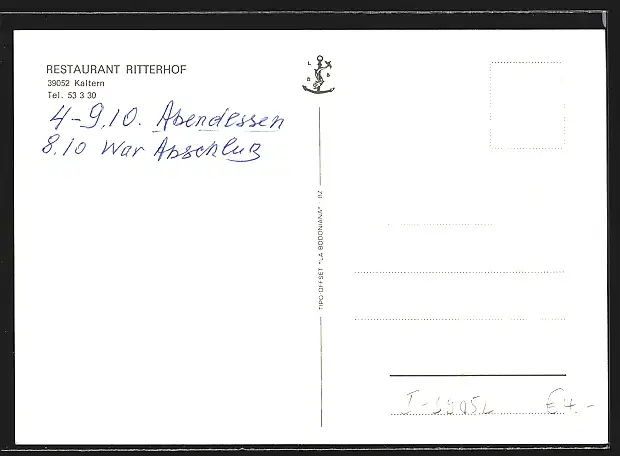 RESTAURANT RITTERHOF
39052 Kaltern
Tel. 53 3 30
4-9.10. Abendessen
8.10 War Abschluß
L B
D B
TIPO-OFFSET "LA BODONIANA" - BZ
I-39052 €4.-